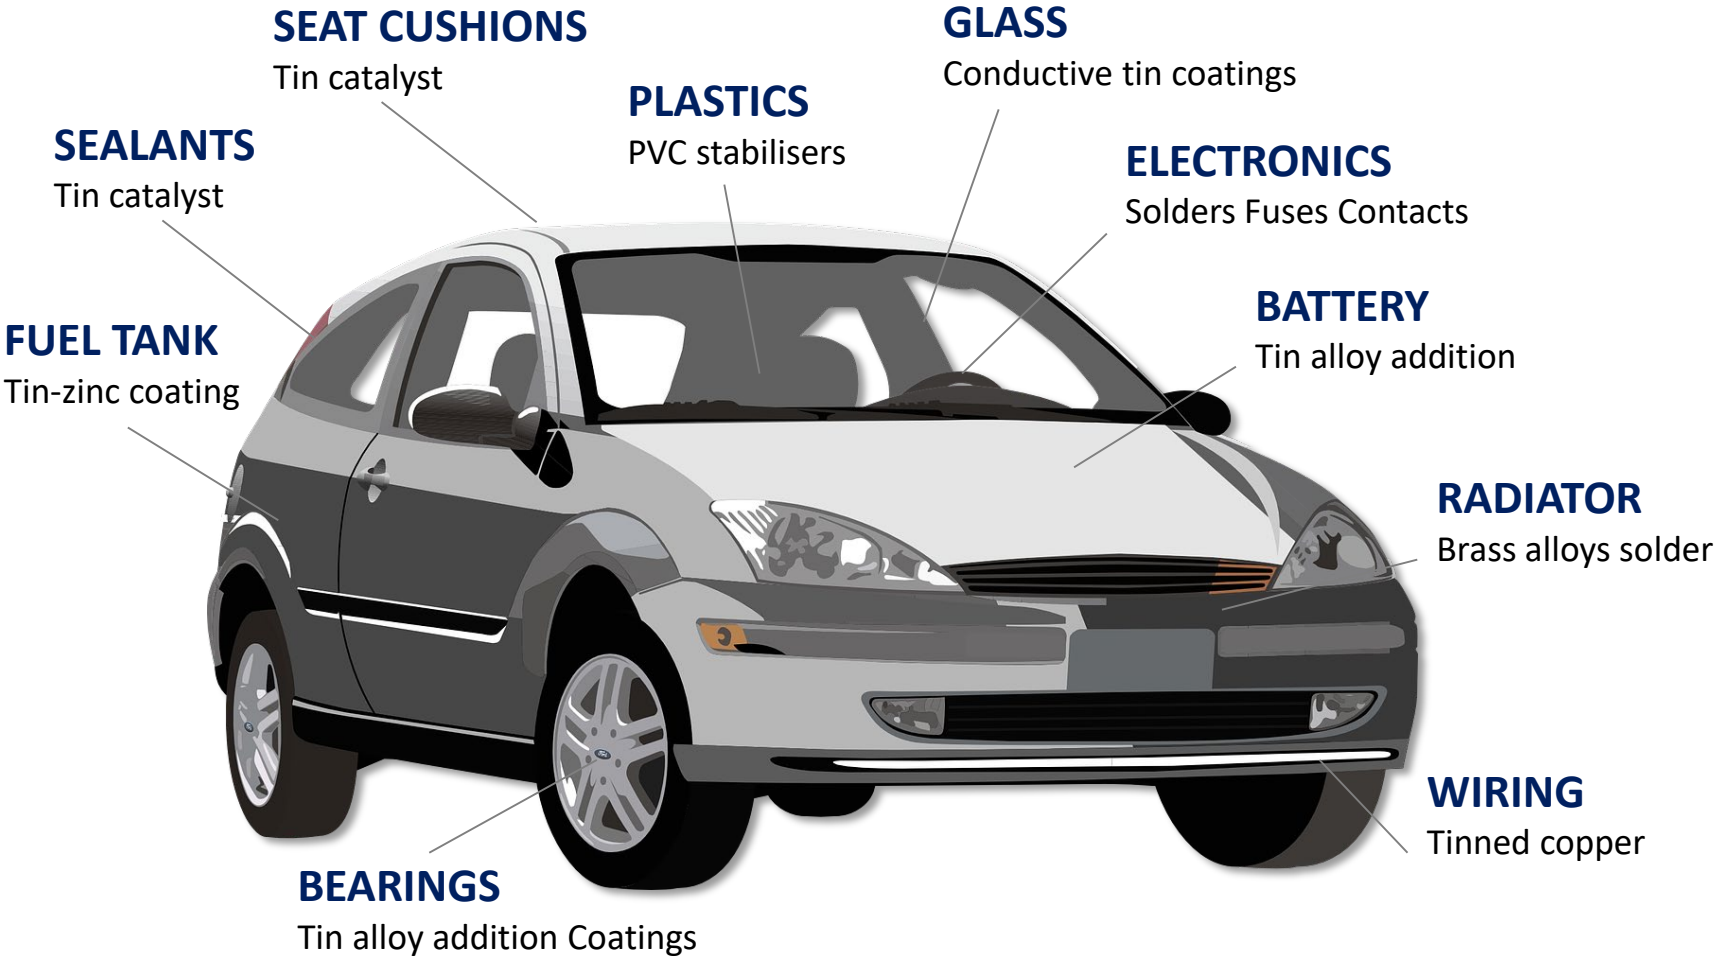 SEAT CUSHIONS
Tin catalyst
GLASS
Conductive tin coatings
PLASTICS
PVC stabilisers
SEALANTS
Tin catalyst
ELECTRONICS
Solders Fuses Contacts
FUEL TANK
Tin-zinc coating
BATTERY
Tin alloy addition
RADIATOR
Brass alloys solder
WIRING
Tinned copper
BEARINGS
Tin alloy addition Coatings